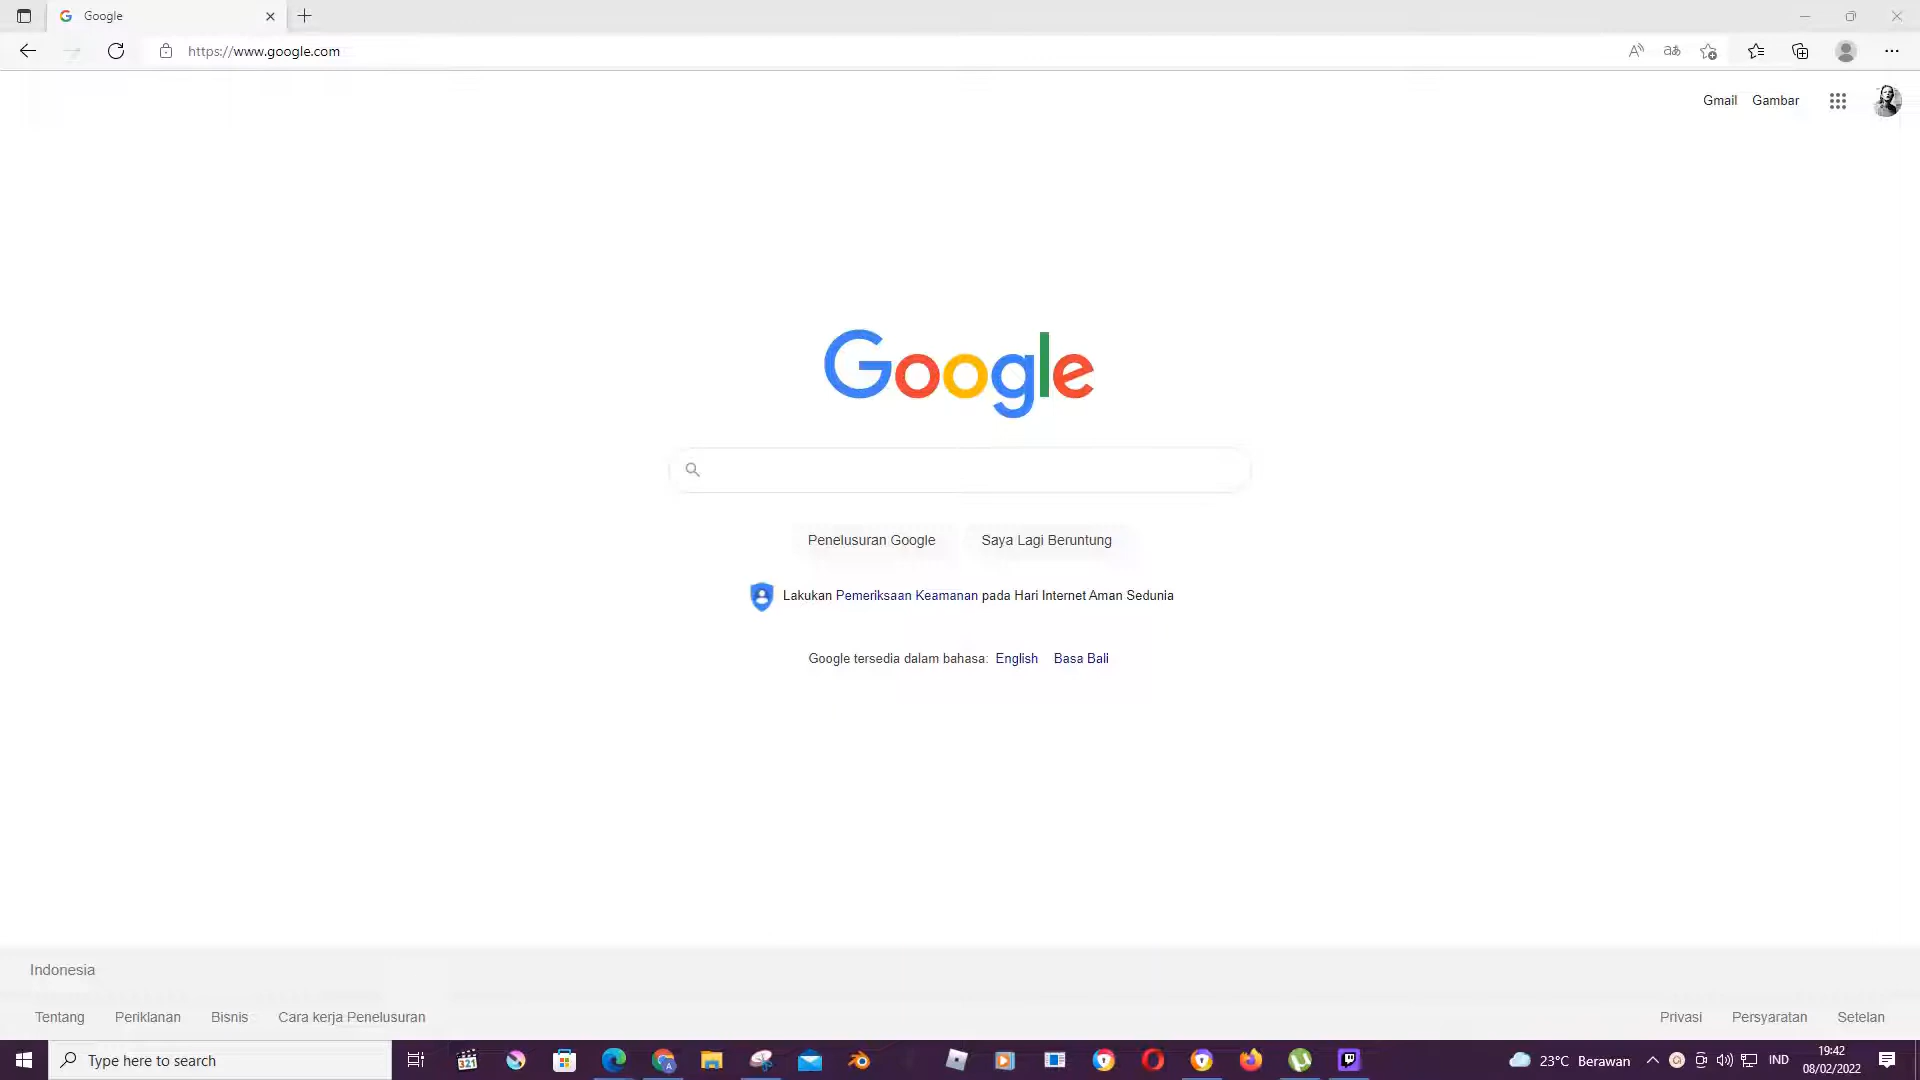 Google
https://www.google.com
Gmail Gambar
Google
Penelusuran Google Saya Lagi Beruntung
Lakukan Pemeriksaan Keamanan pada Hari Internet Aman Sedunia
Google tersedia dalam bahasa: English Basa Bali
Indonesia
Tentang Periklanan Bisnis Cara kerja Penelusuran Privasi Persyaratan Setelan
Type here to search
321
A
23°C Berawan
IND
19:42
08/02/2022